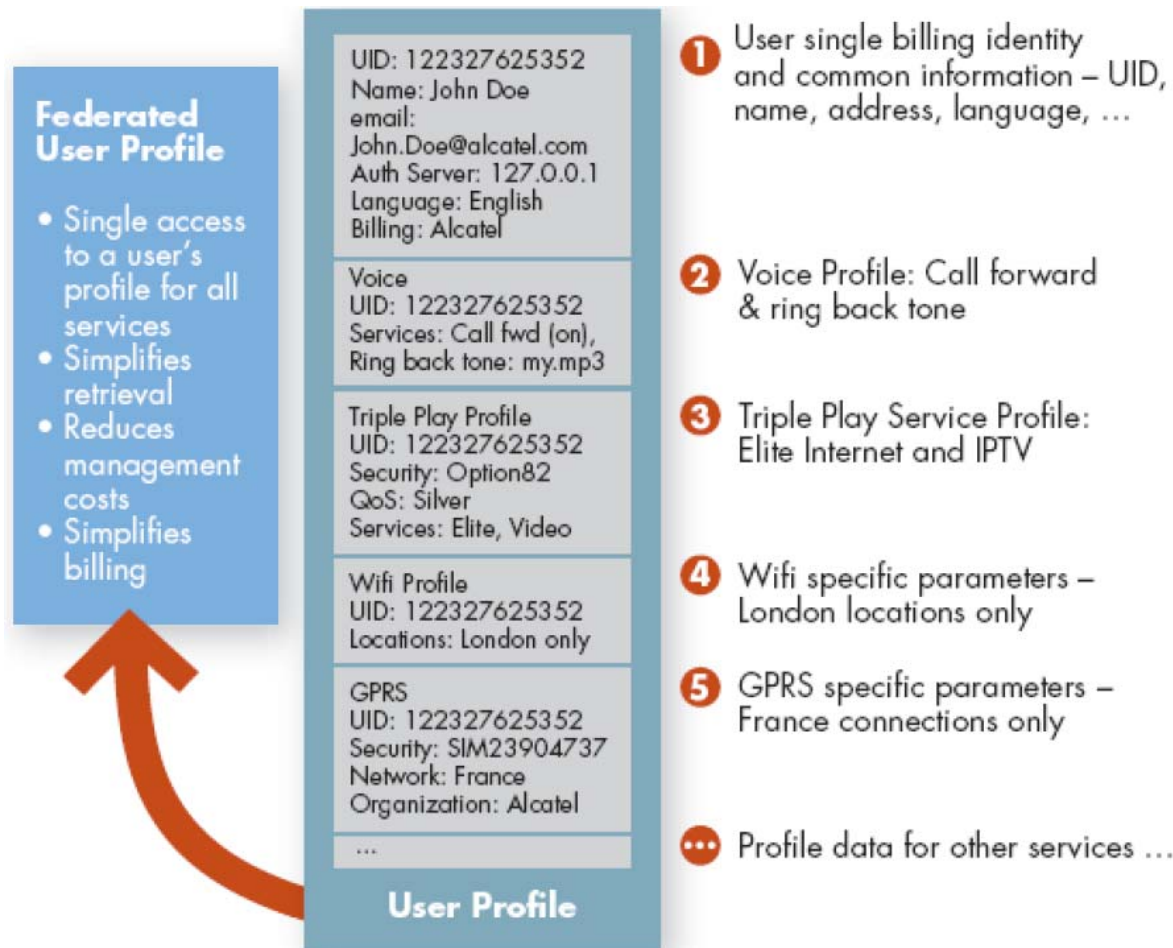 Federated
User Profile
• Single access
to a user's
profile for all
services
• Simplifies
retrieval
• Reduces
management
costs
• Simplifies
billing
UID: 122327625352
Name: John Doe
email:
John.Doe@alcatel.com
Auth Server: 127.0.0.1
Language: English
Billing: Alcatel
Voice
UID: 122327625352
Services: Call fwd (on),
Ring back tone: my.mp3
Triple Play Profile
UID: 122327625352
Security: Option82
QoS: Silver
Services: Elite, Video
Wifi Profile
UID: 122327625352
Locations: London only
GPRS
UID: 122327625352
Security: SIM23904737
Network: France
Organization: Alcatel
...
User Profile
1 User single billing identity
and common information – UID,
name, address, language, ...
2 Voice Profile: Call forward
& ring back tone
3 Triple Play Service Profile:
Elite Internet and IPTV
4 Wifi specific parameters –
London locations only
5 GPRS specific parameters –
France connections only
... Profile data for other services ...